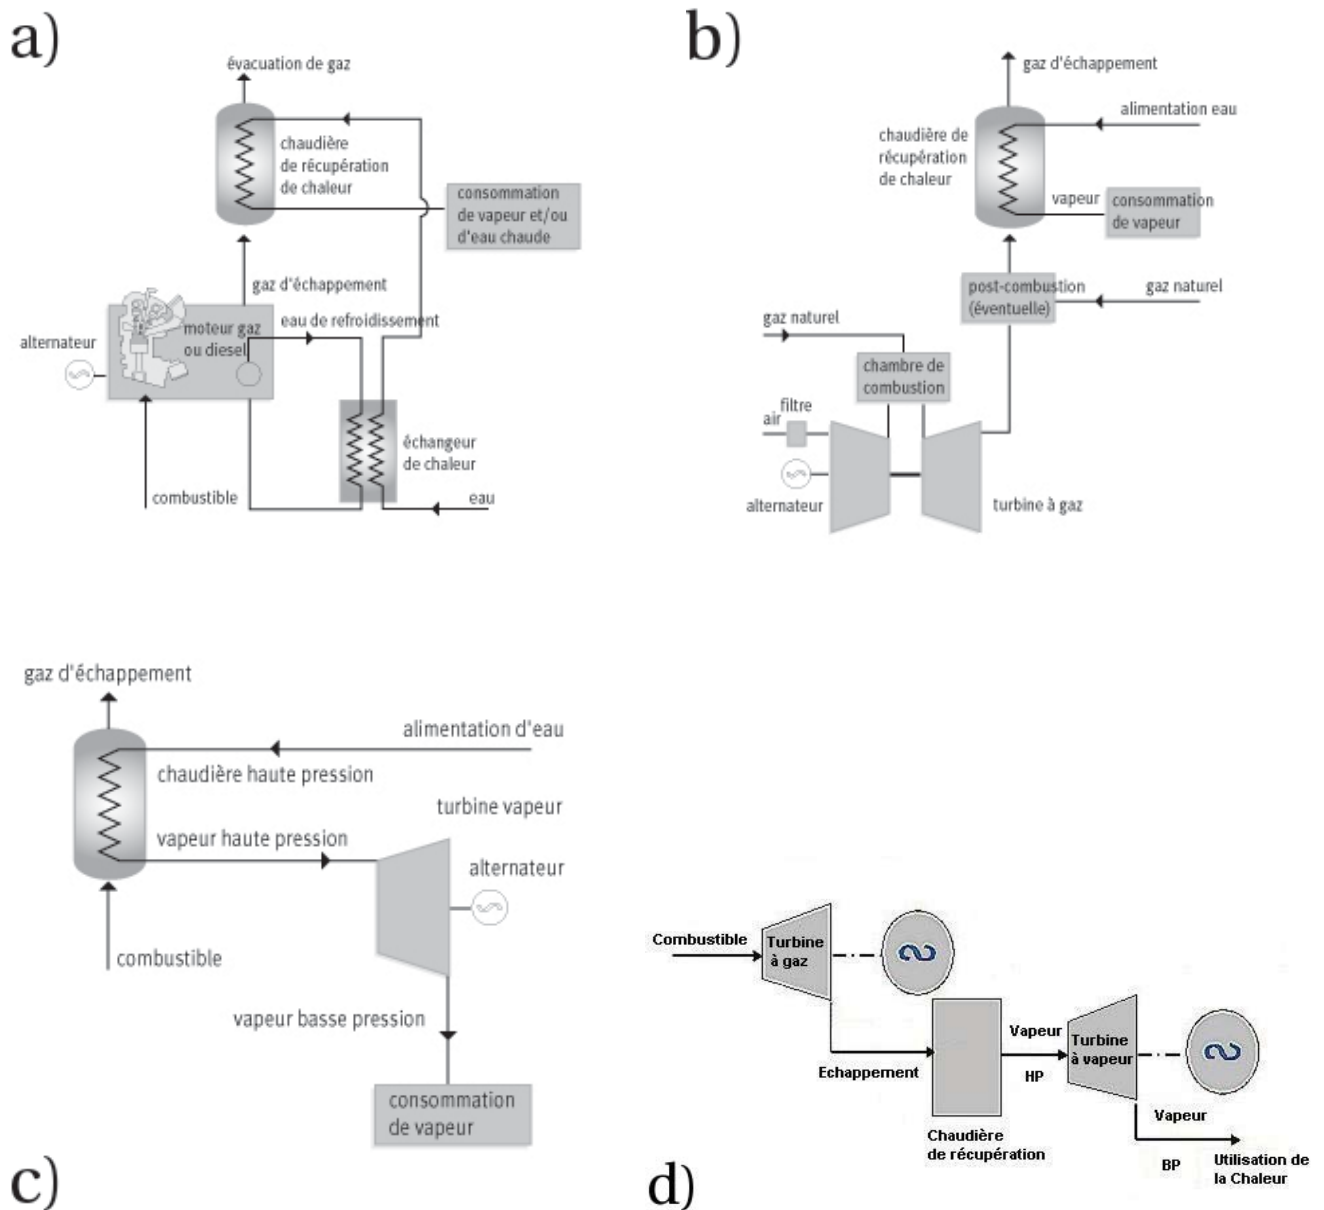 a)
évacuation de gaz
chaudière
de récupération
de chaleur
consommation
de vapeur et/ou
d'eau chaude
gaz d'échappement
eau de refroidissement
moteur gaz
ou diesel
alternateur
échangeur
de chaleur
combustible
eau
b)
gaz d'échappement
alimentation eau
chaudière de
récupération
de chaleur
vapeur
consommation
de vapeur
post-combustion
(éventuelle)
gaz naturel
gaz naturel
chambre de
combustion
filtre
air
alternateur
turbine à gaz
gaz d'échappement
alimentation d'eau
chaudière haute pression
turbine vapeur
vapeur haute pression
alternateur
combustible
vapeur basse pression
consommation
de vapeur
c)
Combustible
Turbine
à gaz
Echappement
Vapeur
HP
Turbine
à vapeur
Chaudière
de récupération
Vapeur
BP
Utilisation de
la Chaleur
d)